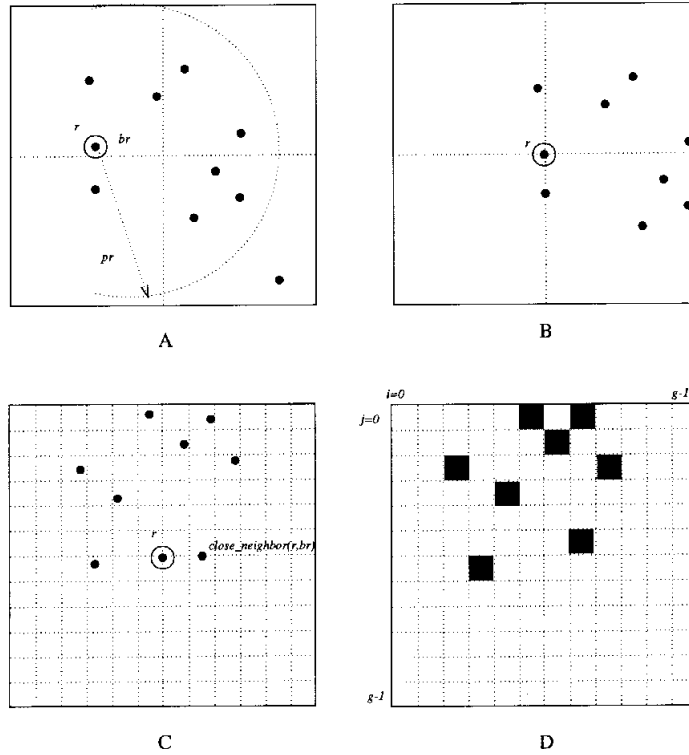 r
br
pr
A
r
B
r
close_neighbor(r,br)
C
i=0
g-1
j=0
g-1
D